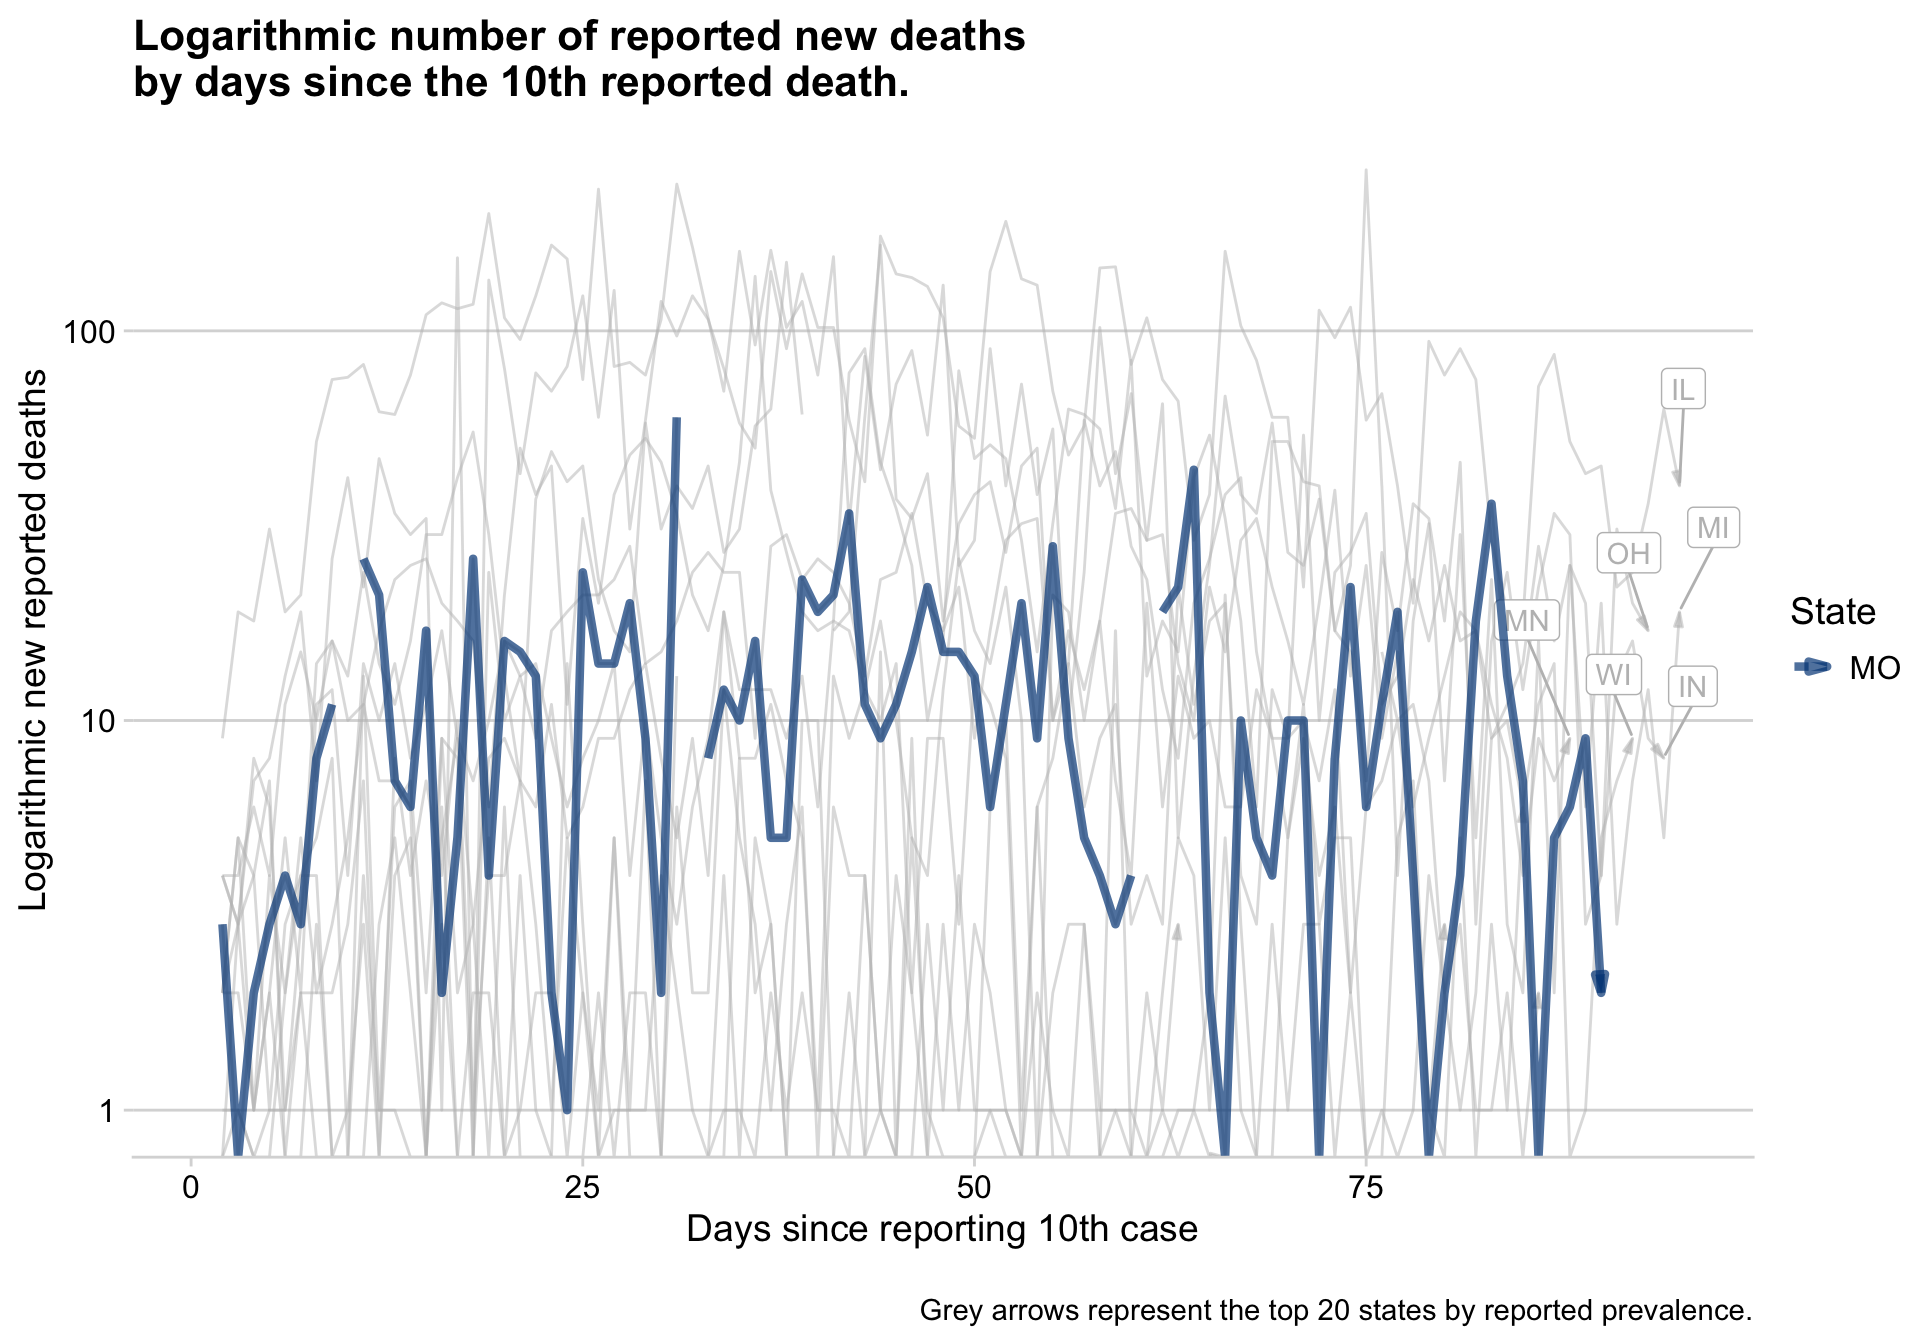 Logarithmic number of reported new deaths
by days since the 10th reported death.
Logarithmic new reported deaths
100
10
1
IL
MI
OH
MN
WI
IN
State
MO
0
25
50
75
Days since reporting 10th case
Grey arrows represent the top 20 states by reported prevalence.